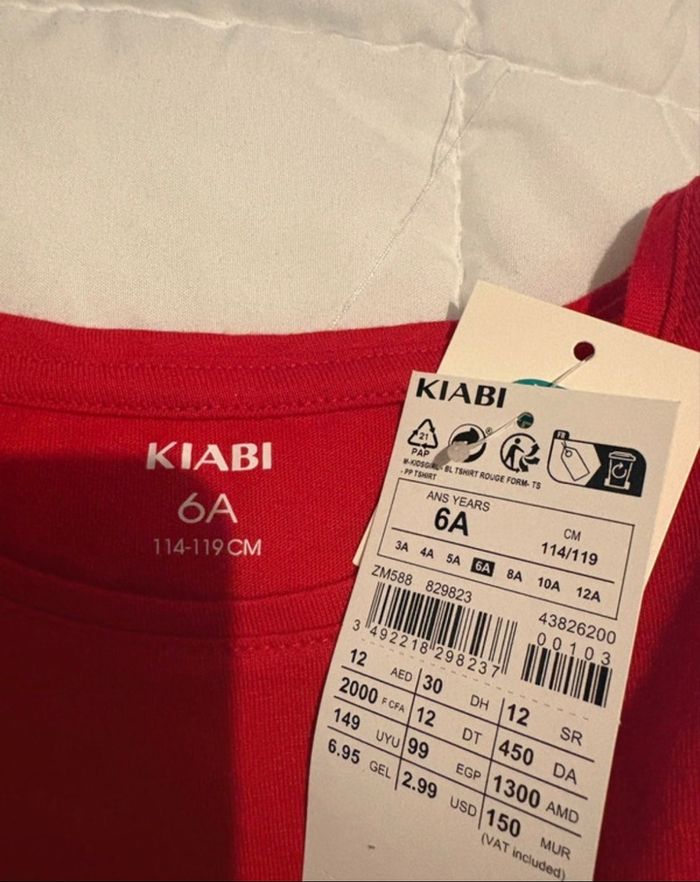 KIABI
6A
114-119 CM
KIABI
21
PAP
FR
M-KIDSGIRL- BL TSHIRT ROUGE FORM- TS
- PP TSHIRT
ANS YEARS
6A
CM
114/119
3A 4A 5A 6A 8A 10A 12A
ZM588 829823
43826200
00103
3 492218 298237
12 AED 30 DH 12 SR
2000 F CFA 12 DT 450 DA
149 UYU 99 EGP 1300 AMD
6.95 GEL 2.99 USD 150 MUR
(VAT included)